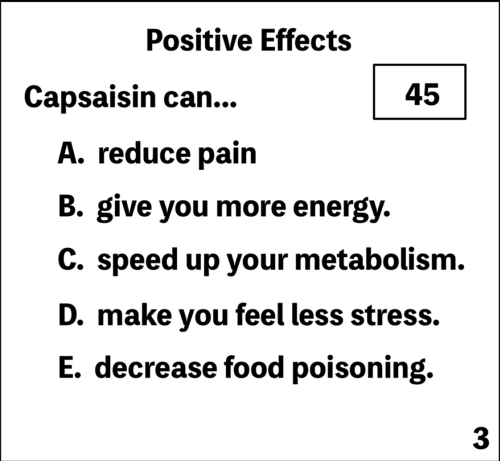 Positive Effects
Capsaisin can...
45
A. reduce pain
B. give you more energy.
C. speed up your metabolism.
D. make you feel less stress.
E. decrease food poisoning.
3